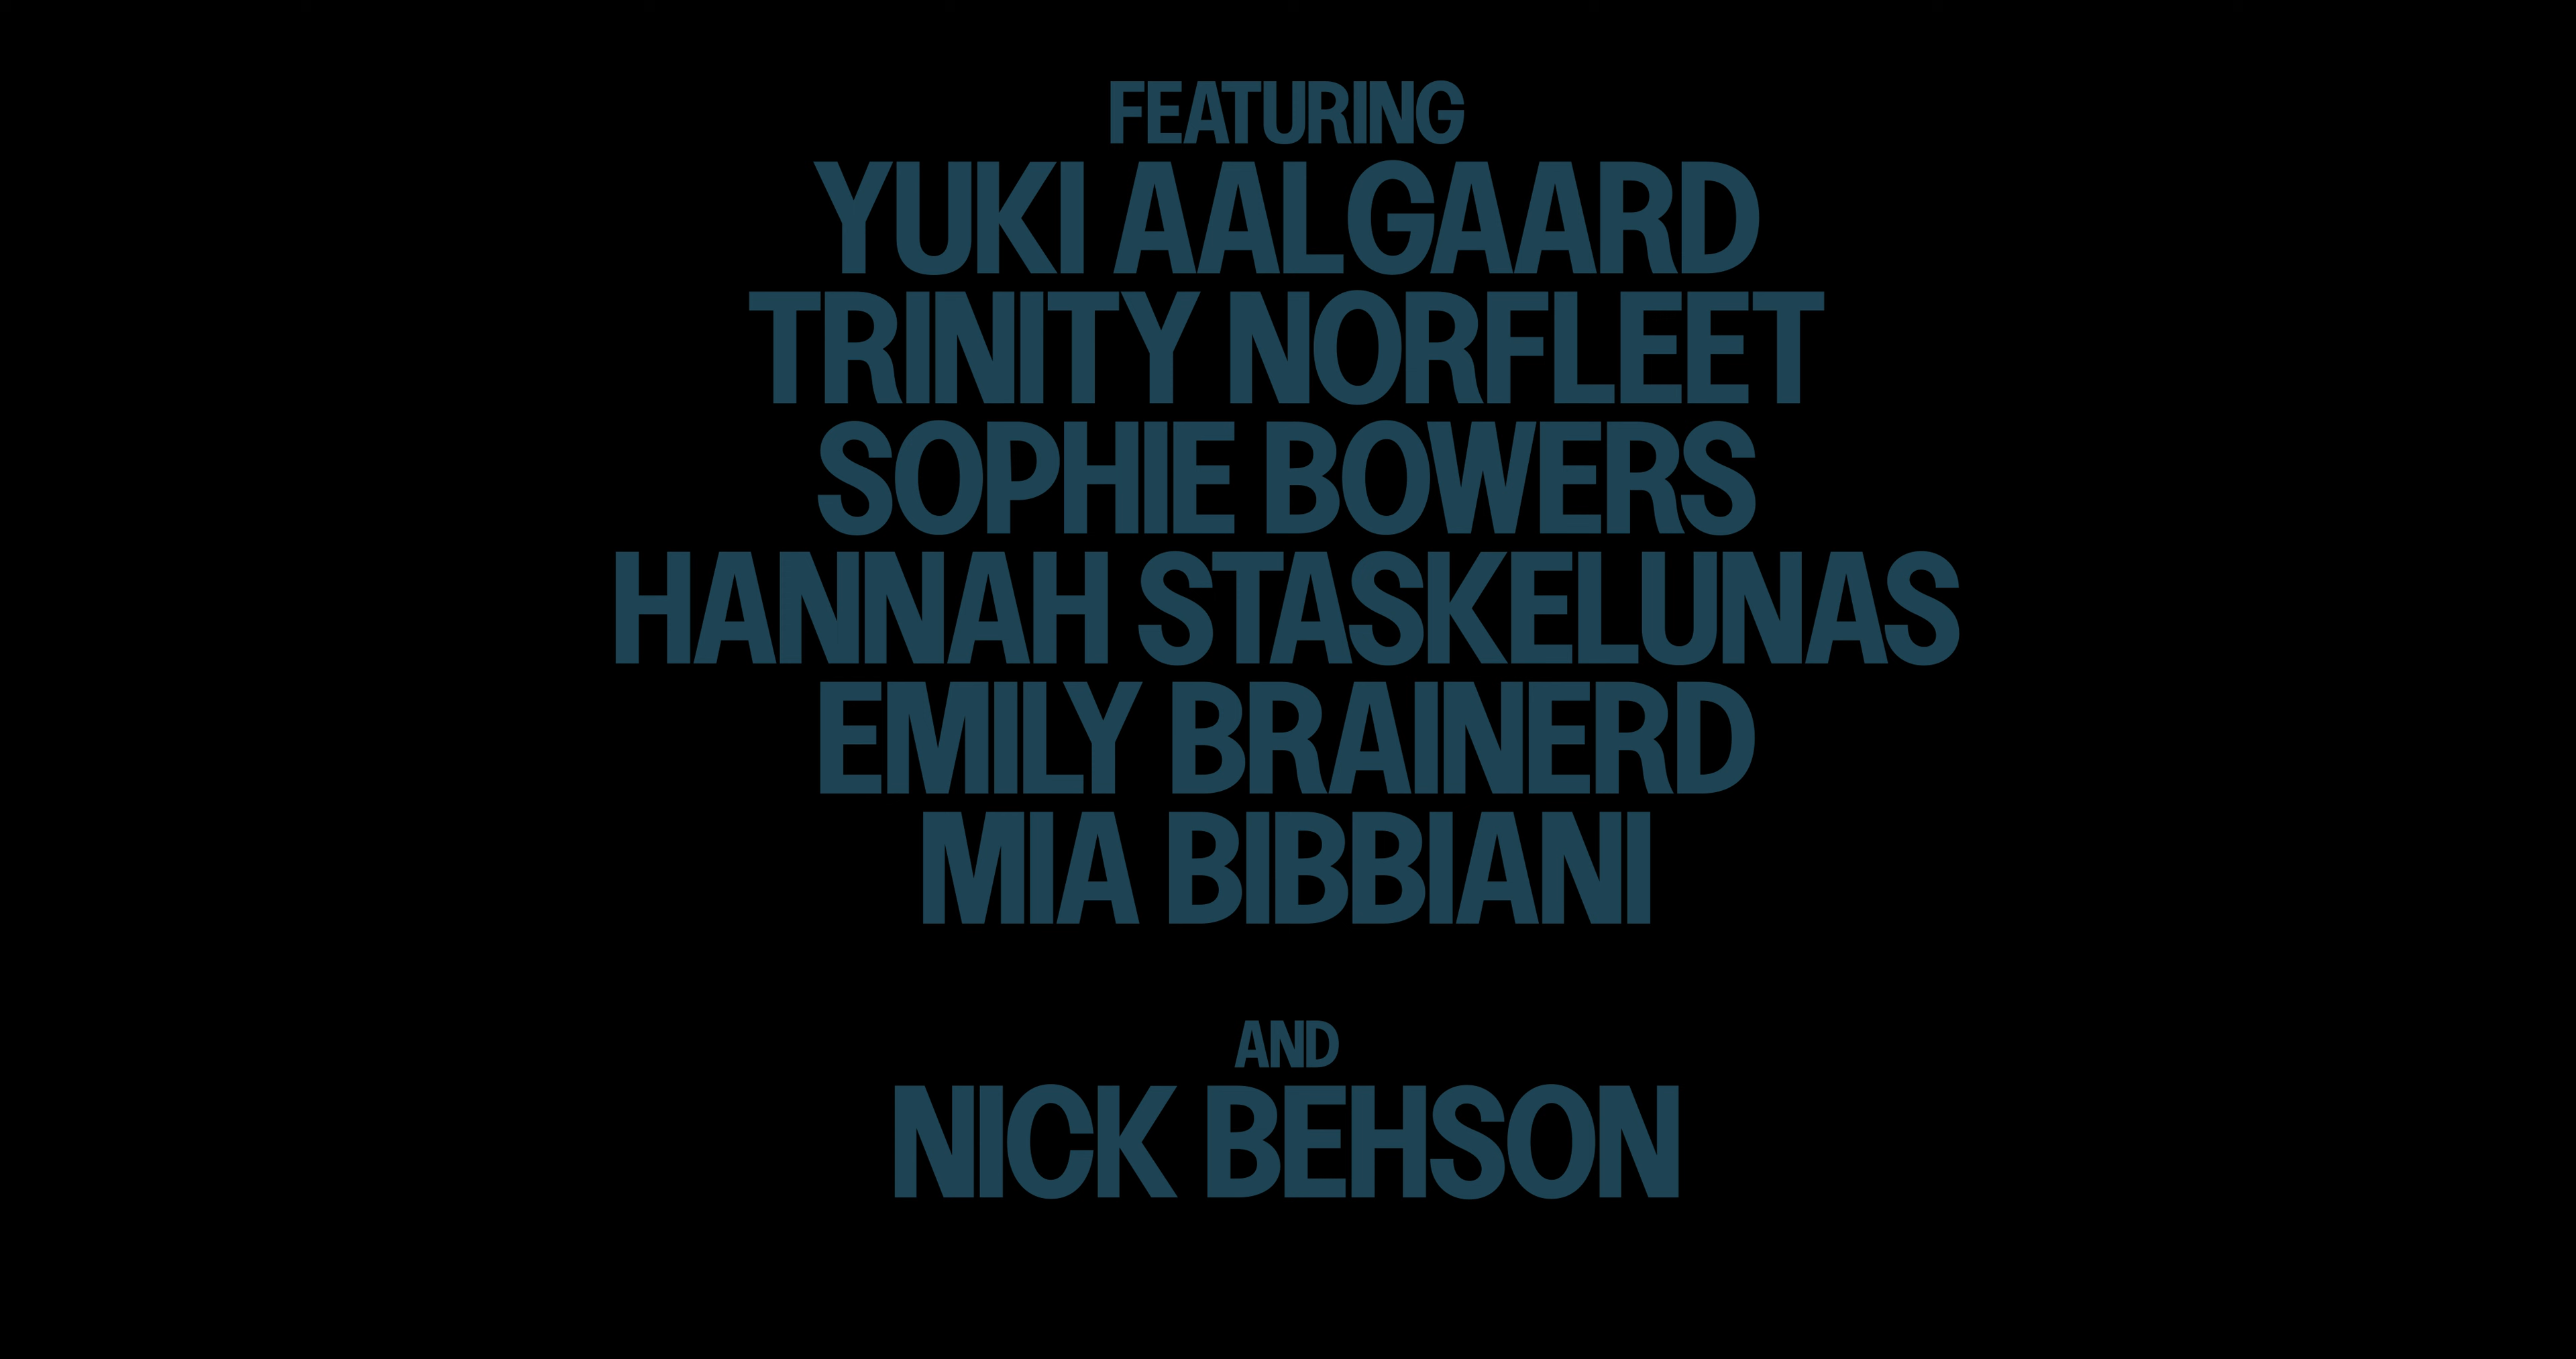 FEATURING
YUKI AALGAARD
TRINITY NORFLEET
SOPHIE BOWERS
HANNAH STASKELUNAS
EMILY BRAINERD
MIA BIBBIANI
AND
NICK BEHSON